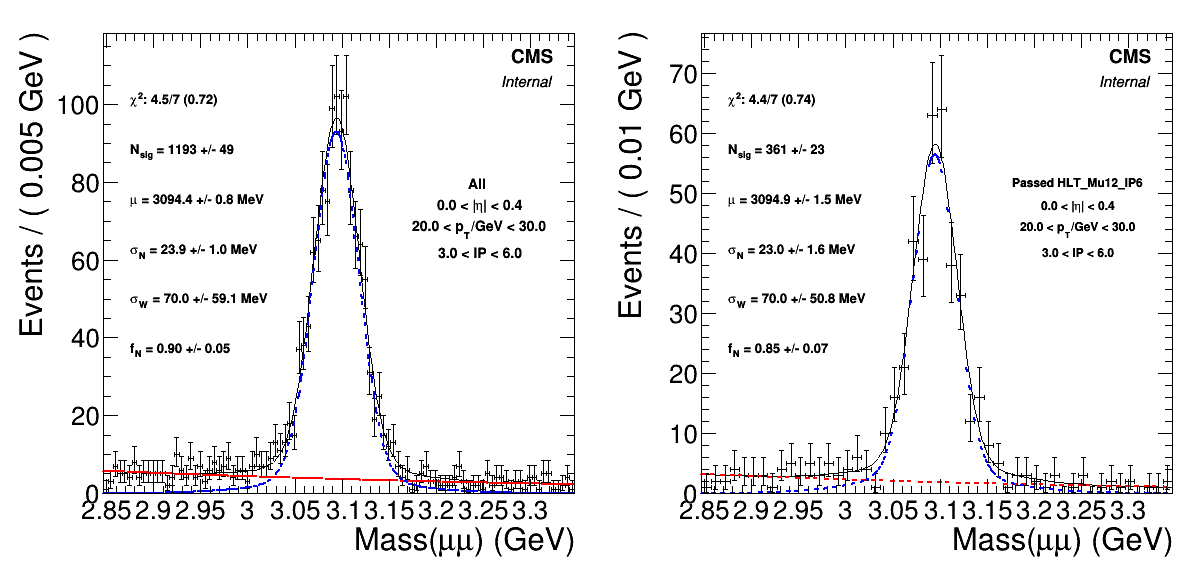 Events / ( 0.005 GeV )
CMS
Internal
χ²: 4.5/7 (0.72)
N_sig = 1193 +/- 49
μ = 3094.4 +/- 0.8 MeV
σ_N = 23.9 +/- 1.0 MeV
σ_W = 70.0 +/- 59.1 MeV
f_N = 0.90 +/- 0.05
All
0.0 < |η| < 0.4
20.0 < p_T/GeV < 30.0
3.0 < IP < 6.0
100
80
60
40
20
0
2.85 2.9 2.95 3 3.05 3.1 3.15 3.2 3.25 3.3
Mass(μμ) (GeV)
Events / ( 0.01 GeV )
CMS
Internal
χ²: 4.4/7 (0.74)
N_sig = 361 +/- 23
μ = 3094.9 +/- 1.5 MeV
σ_N = 23.0 +/- 1.6 MeV
σ_W = 70.0 +/- 50.8 MeV
f_N = 0.85 +/- 0.07
Passed HLT_Mu12_IP6
0.0 < |η| < 0.4
20.0 < p_T/GeV < 30.0
3.0 < IP < 6.0
70
60
50
40
30
20
10
0
2.85 2.9 2.95 3 3.05 3.1 3.15 3.2 3.25 3.3
Mass(μμ) (GeV)